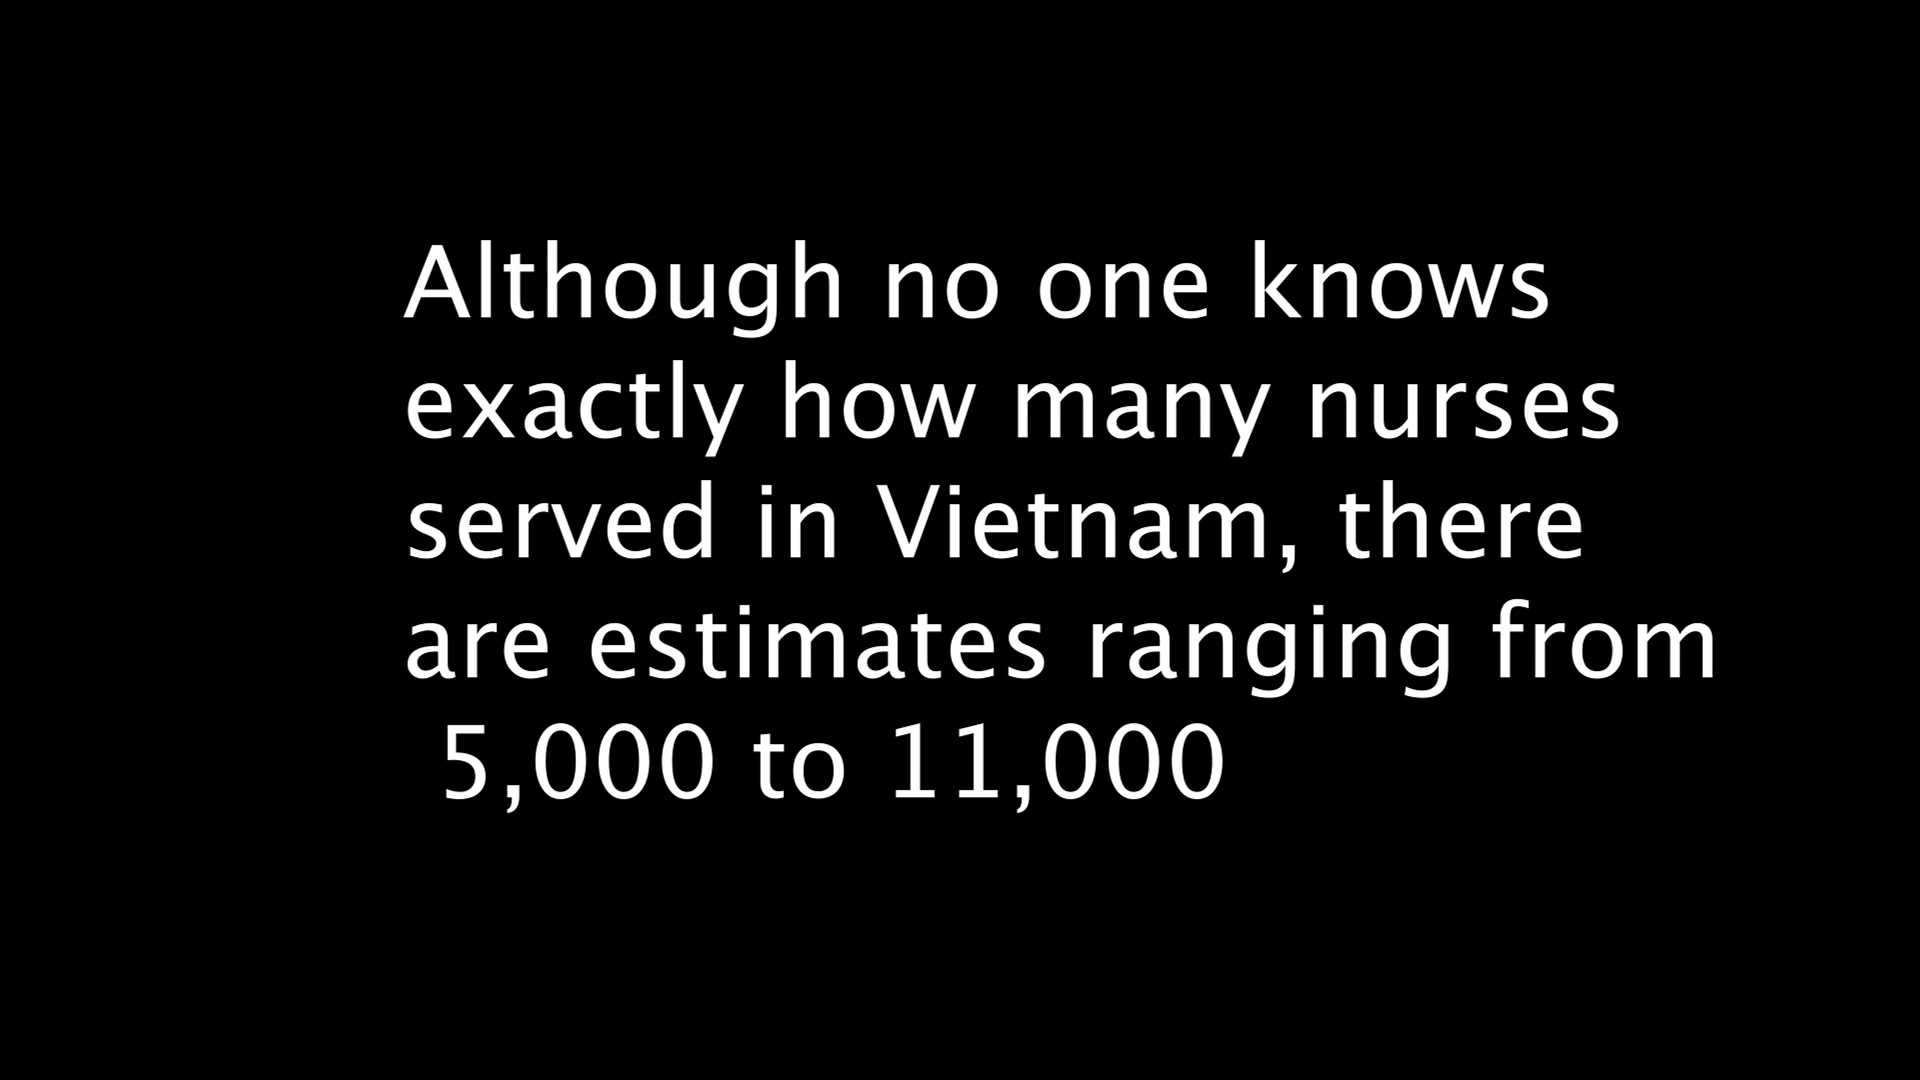 Although no one knows
exactly how many nurses
served in Vietnam, there
are estimates ranging from
5,000 to 11,000